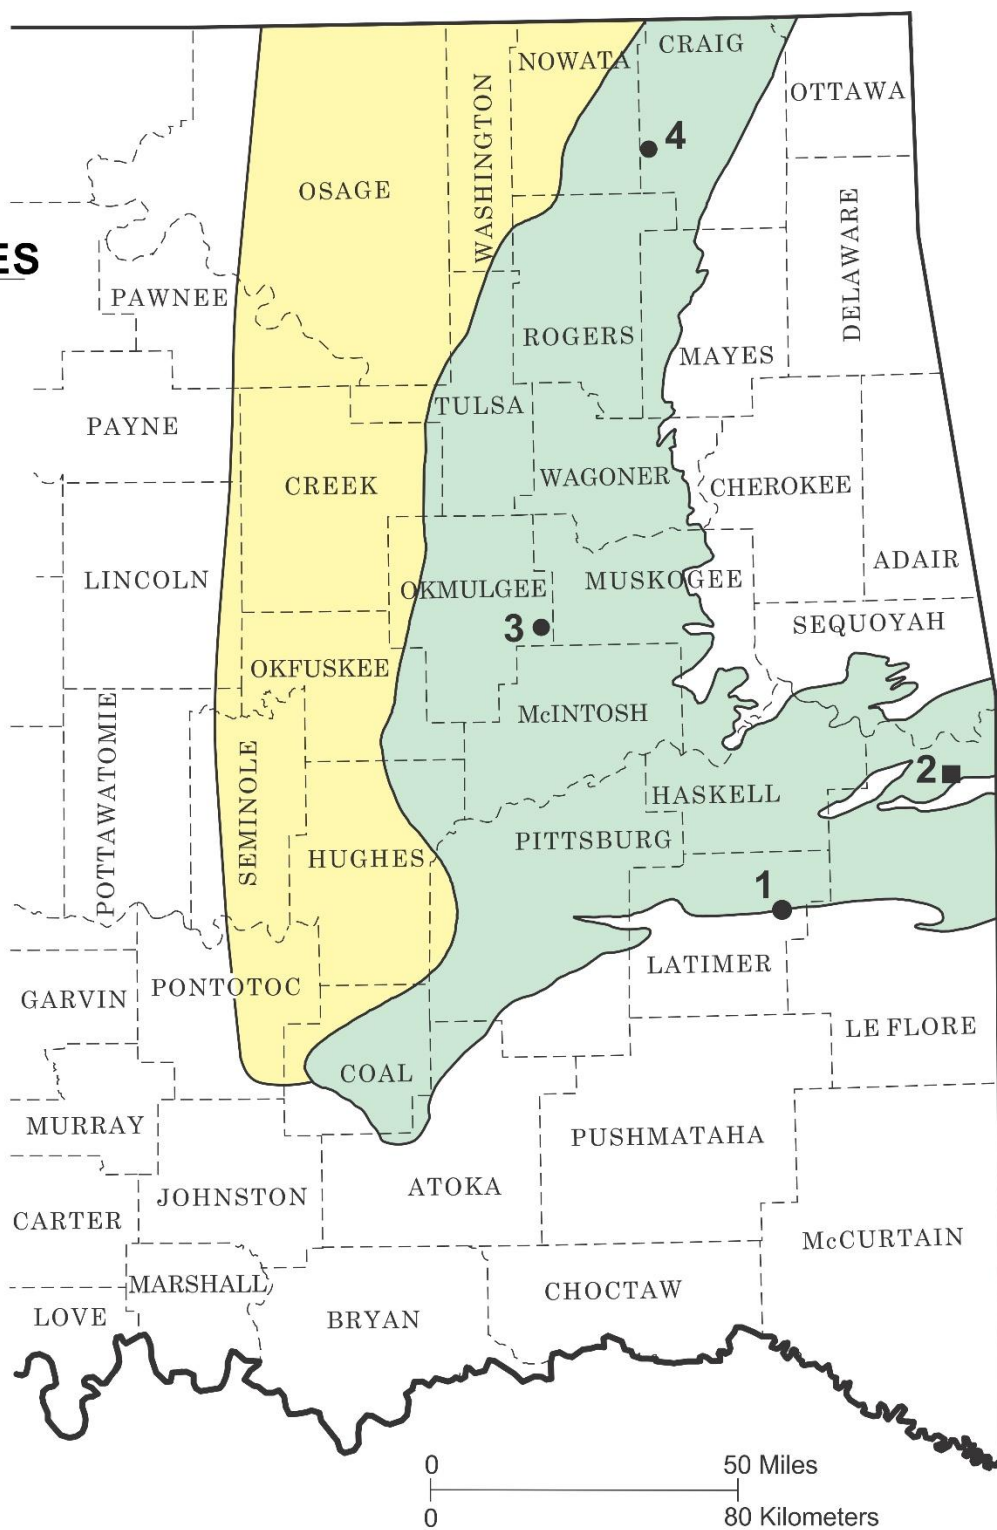 CRAIG
NOWATA
OTTAWA
WASHINGTON
4
OSAGE
DELAWARE
ES
PAWNEE
ROGERS
MAYES
TULSA
PAYNE
WAGONER
CREEK
CHEROKEE
ADAIR
LINCOLN
OKMULGEE
MUSKOGEE
3
SEQUOYAH
OKFUSKEE
McINTOSH
POTTAWATOMIE
SEMINOLE
2
HASKELL
PITTSBURG
HUGHES
1
LATIMER
PONTOTOC
GARVIN
LE FLORE
COAL
MURRAY
PUSHMATAHA
ATOKA
JOHNSTON
CARTER
McCURTAIN
MARSHALL
CHOCTAW
LOVE
BRYAN
0 50 Miles
0 80 Kilometers